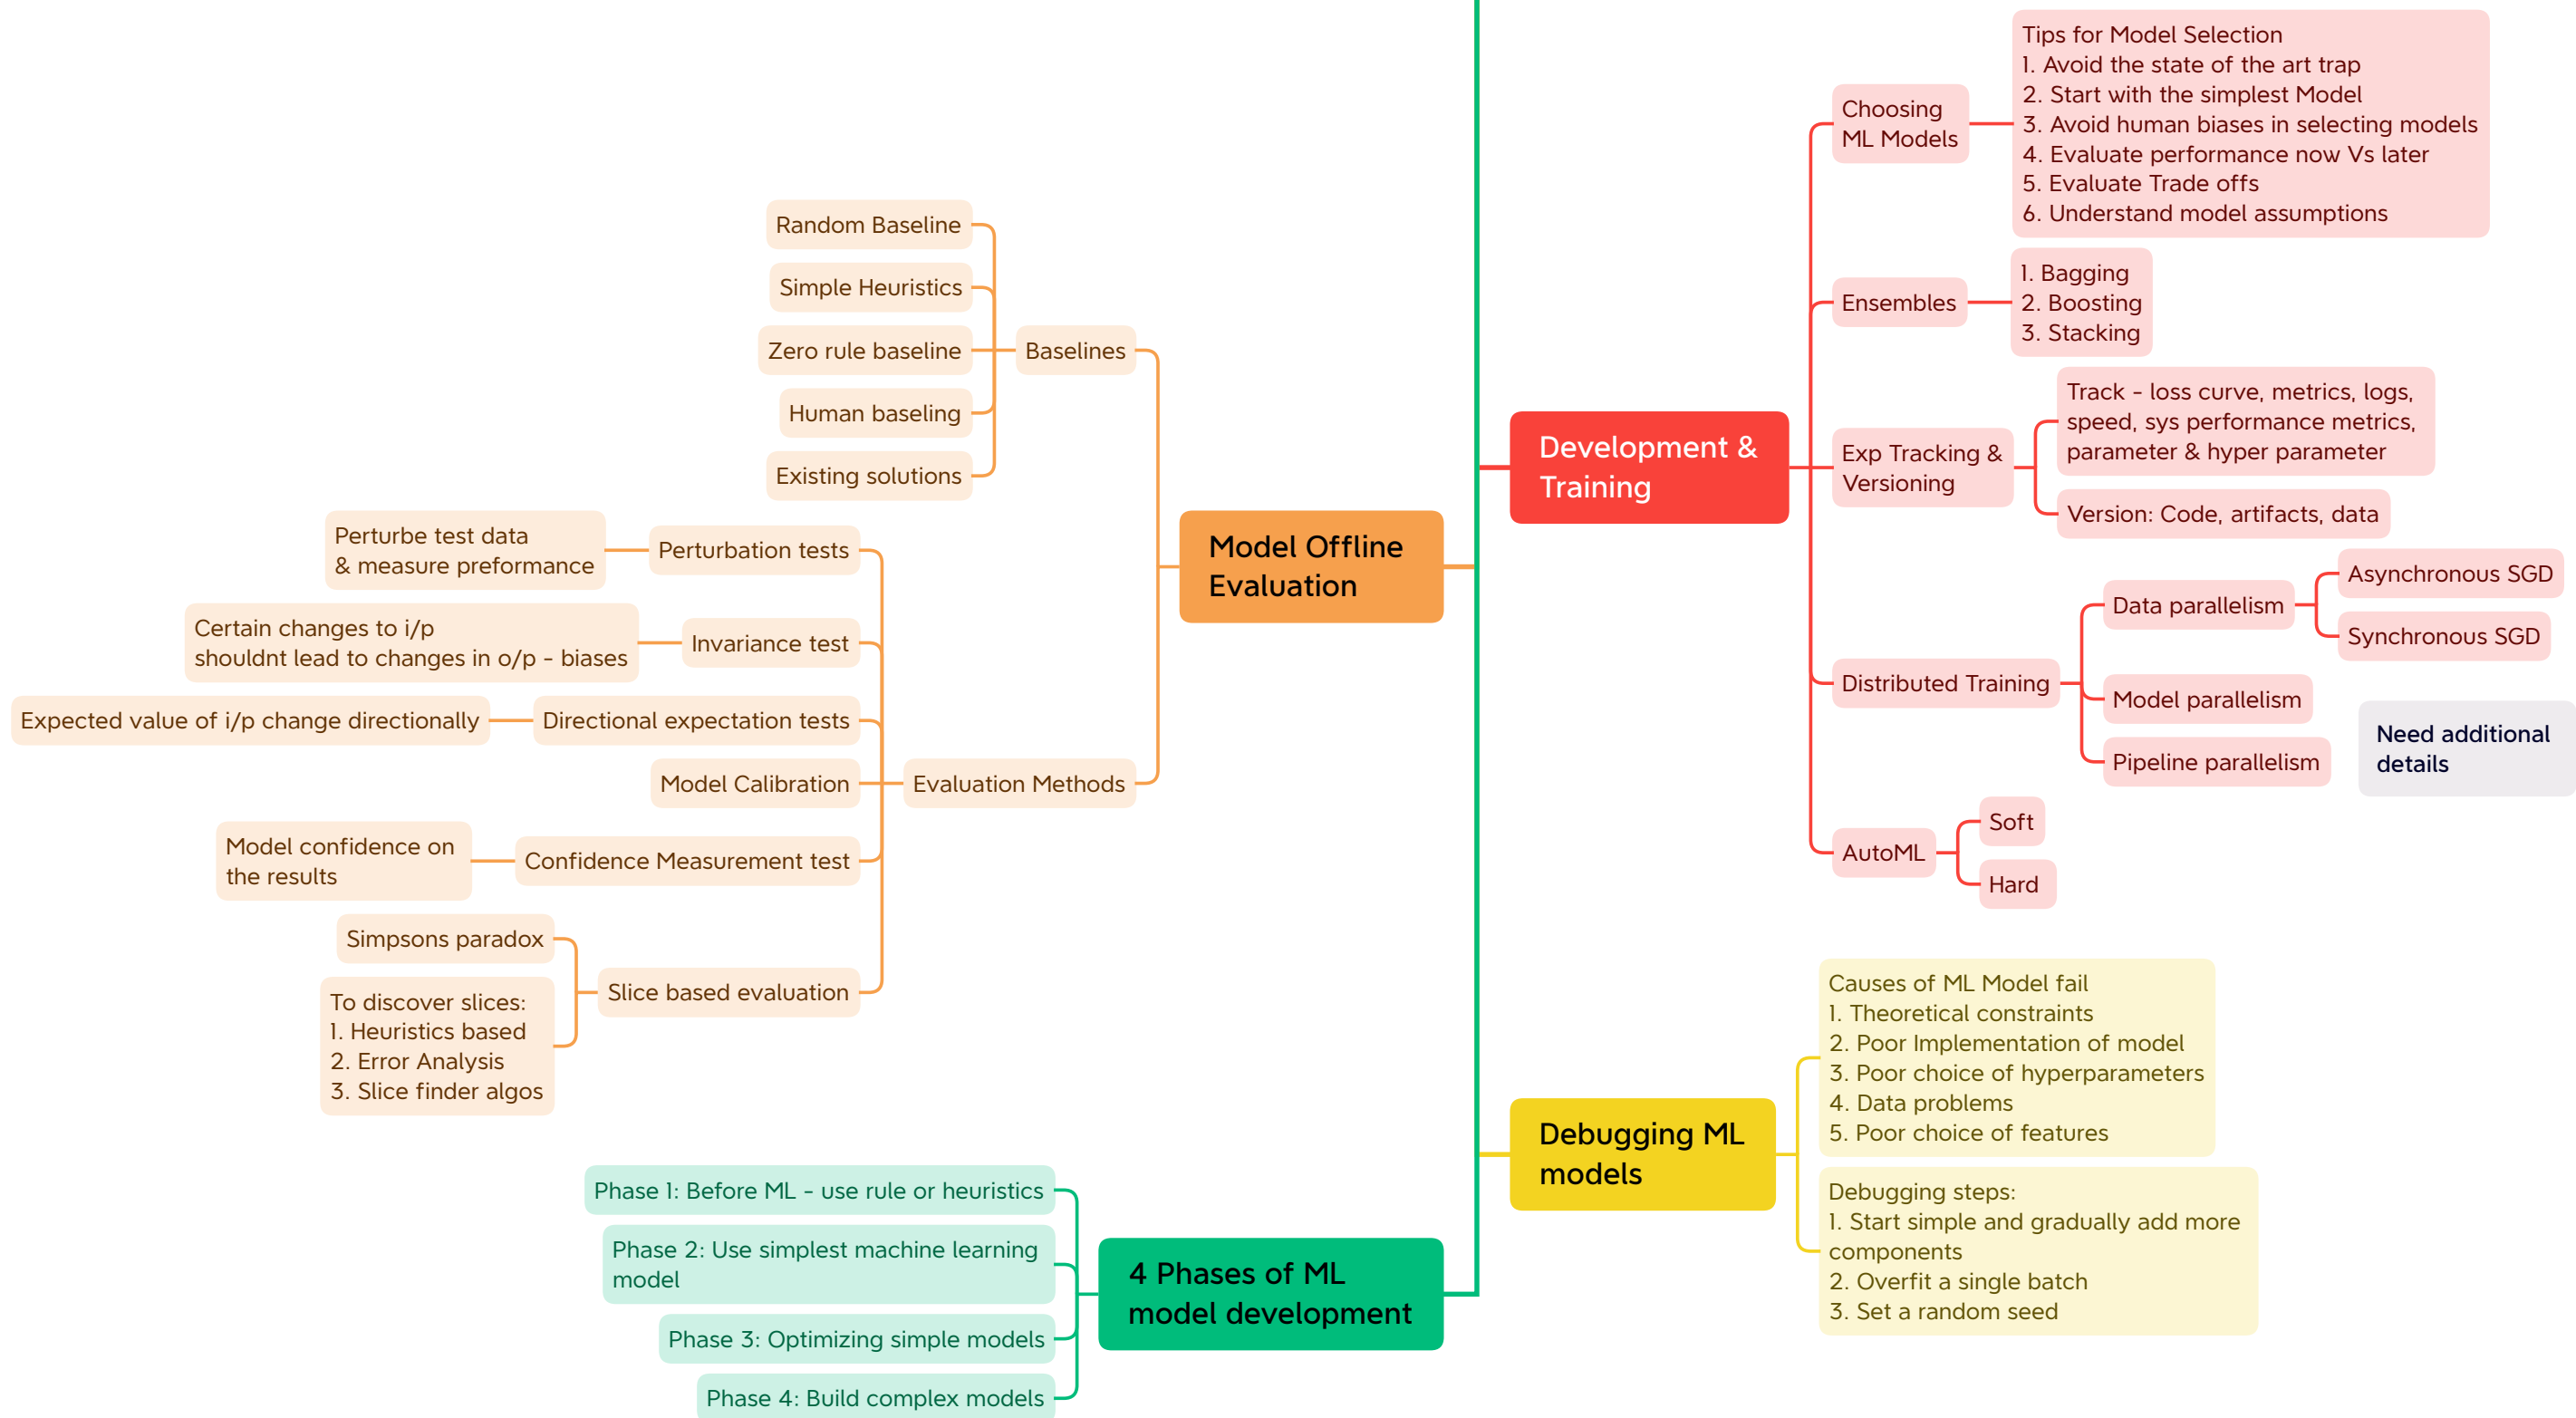 Development &
Training
Choosing
ML Models
Tips for Model Selection
1. Avoid the state of the art trap
2. Start with the simplest Model
3. Avoid human biases in selecting models
4. Evaluate performance now Vs later
5. Evaluate Trade offs
6. Understand model assumptions
Ensembles
1. Bagging
2. Boosting
3. Stacking
Exp Tracking &
Versioning
Track - loss curve, metrics, logs,
speed, sys performance metrics,
parameter & hyper parameter
Version: Code, artifacts, data
Distributed Training
Data parallelism
Asynchronous SGD
Synchronous SGD
Model parallelism
Pipeline parallelism
Need additional
details
AutoML
Soft
Hard
Model Offline
Evaluation
Baselines
Random Baseline
Simple Heuristics
Zero rule baseline
Human baseling
Existing solutions
Evaluation Methods
Perturbation tests
Perturbe test data
& measure preformance
Invariance test
Certain changes to i/p
shouldnt lead to changes in o/p - biases
Directional expectation tests
Expected value of i/p change directionally
Model Calibration
Confidence Measurement test
Model confidence on
the results
Slice based evaluation
Simpsons paradox
To discover slices:
1. Heuristics based
2. Error Analysis
3. Slice finder algos
Debugging ML
models
Causes of ML Model fail
1. Theoretical constraints
2. Poor Implementation of model
3. Poor choice of hyperparameters
4. Data problems
5. Poor choice of features
Debugging steps:
1. Start simple and gradually add more
components
2. Overfit a single batch
3. Set a random seed
4 Phases of ML
model development
Phase 1: Before ML - use rule or heuristics
Phase 2: Use simplest machine learning
model
Phase 3: Optimizing simple models
Phase 4: Build complex models